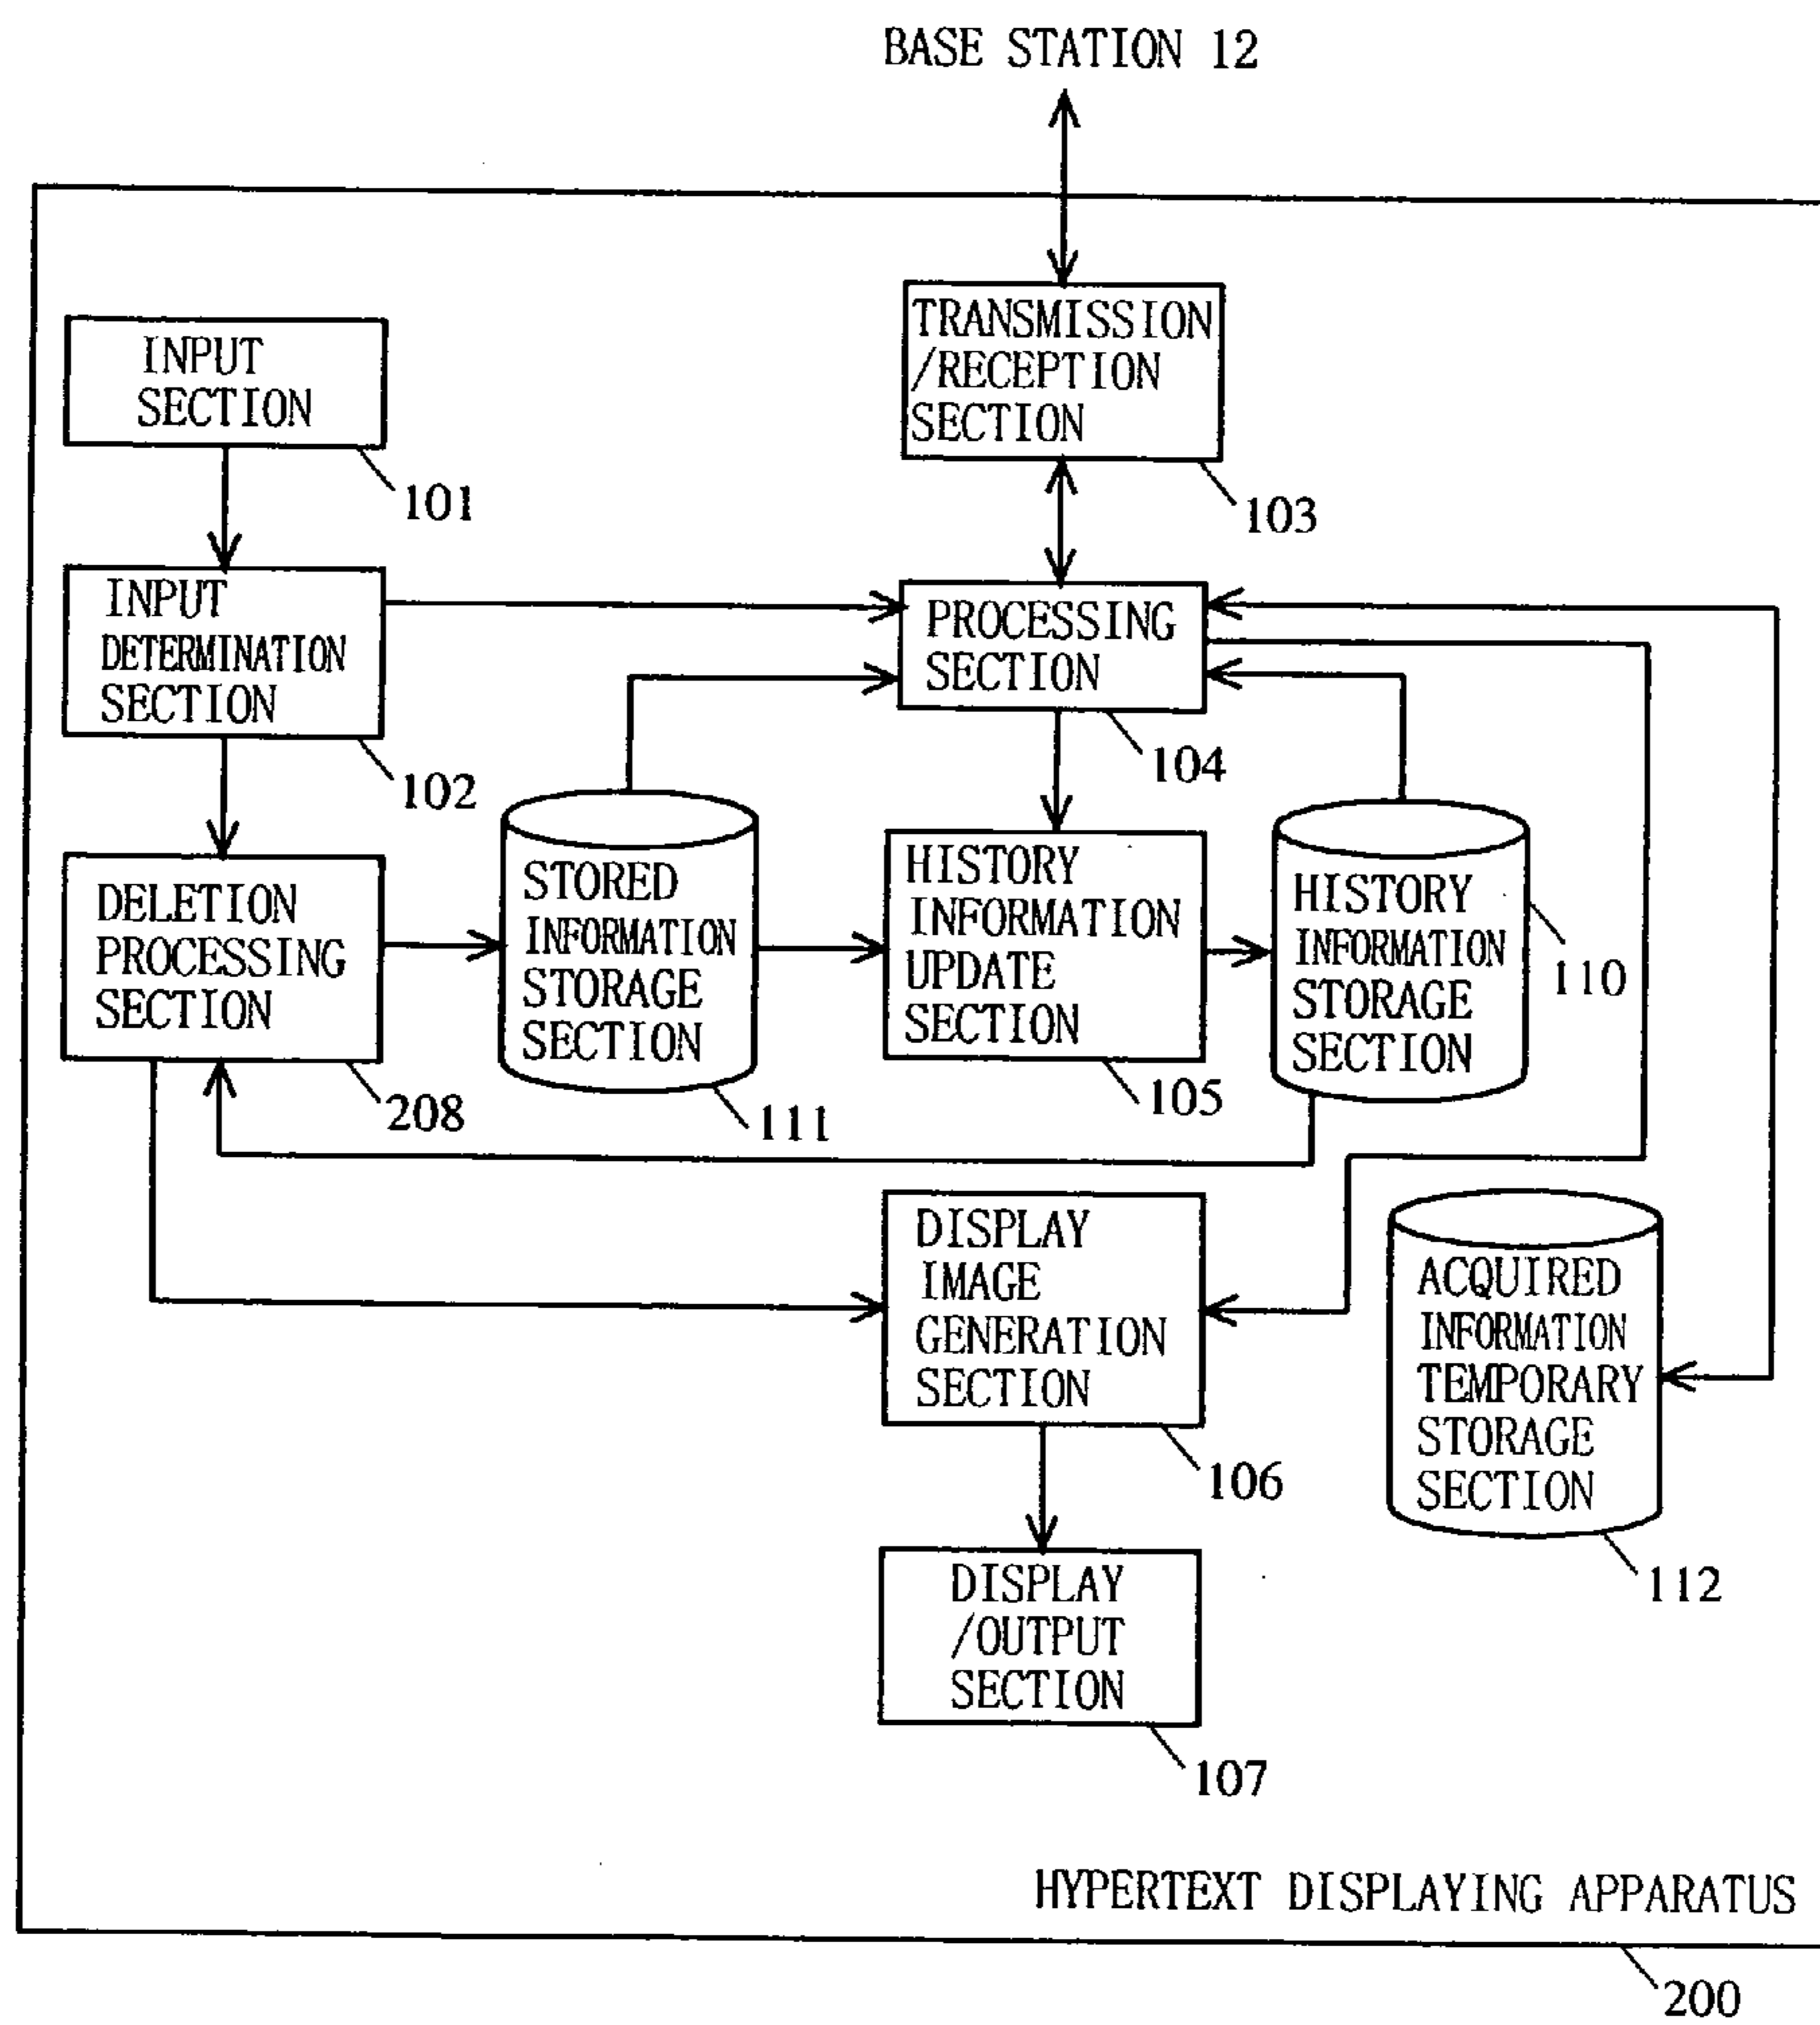 BASE STATION 12
INPUT
SECTION
101
TRANSMISSION
/RECEPTION
SECTION
103
INPUT
DETERMINATION
SECTION
102
PROCESSING
SECTION
104
DELETION
PROCESSING
SECTION
208
STORED
INFORMATION
STORAGE
SECTION
111
HISTORY
INFORMATION
UPDATE
SECTION
105
HISTORY
INFORMATION
STORAGE
SECTION
110
DISPLAY
IMAGE
GENERATION
SECTION
106
ACQUIRED
INFORMATION
TEMPORARY
STORAGE
SECTION
112
DISPLAY
/OUTPUT
SECTION
107
HYPERTEXT DISPLAYING APPARATUS
200